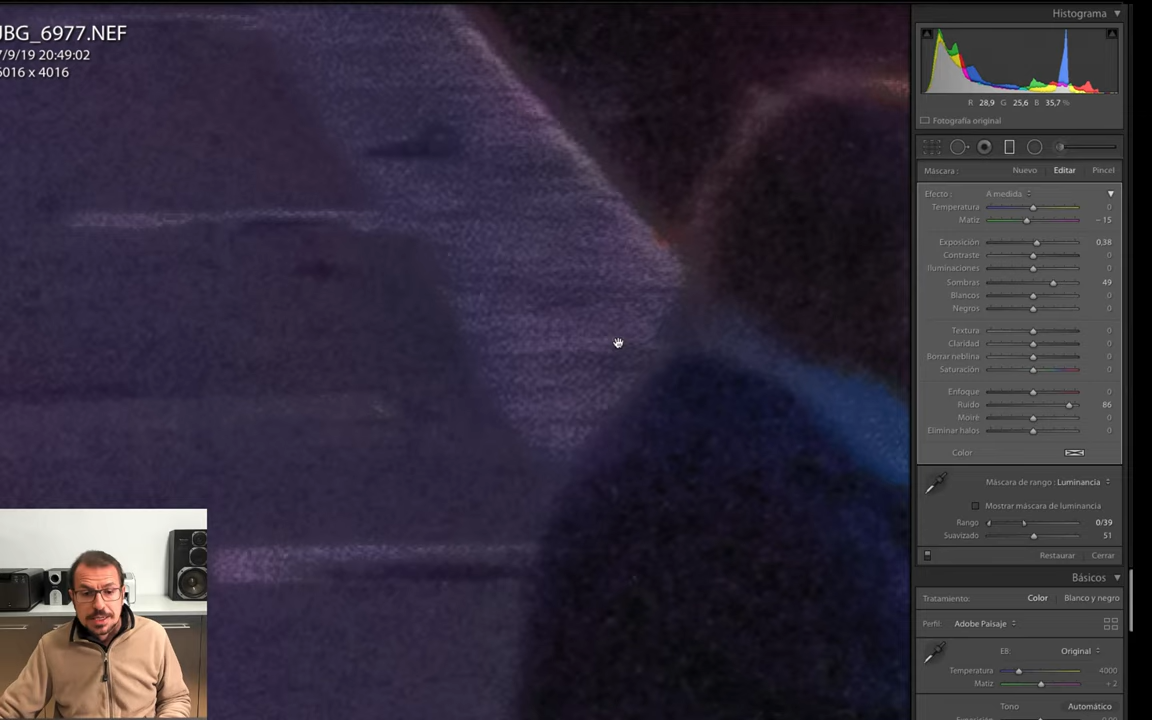 JBG_6977.NEF
7/9/19 20:49:02
6016 x 4016
Histograma
R 28,9 G 25,6 B 35,7 %
Fotografía original
Máscara : Nuevo Editar Pincel
Efecto : A medida
Temperatura 0
Matiz − 15
Exposición 0,38
Contraste 0
Iluminaciones 0
Sombras 49
Blancos 0
Negros 0
Textura 0
Claridad 0
Borrar neblina 0
Saturación 0
Enfoque 0
Ruido 86
Moiré 0
Eliminar halos 0
Color
Máscara de rango : Luminancia
Mostrar máscara de luminancia
Rango 0/39
Suavizado 51
Restaurar Cerrar
Básicos
Tratamiento: Color Blanco y negro
Perfil: Adobe Paisaje
EB: Original
Temperatura 4000
Matiz + 2
Tono Automático
Exposición 0,00